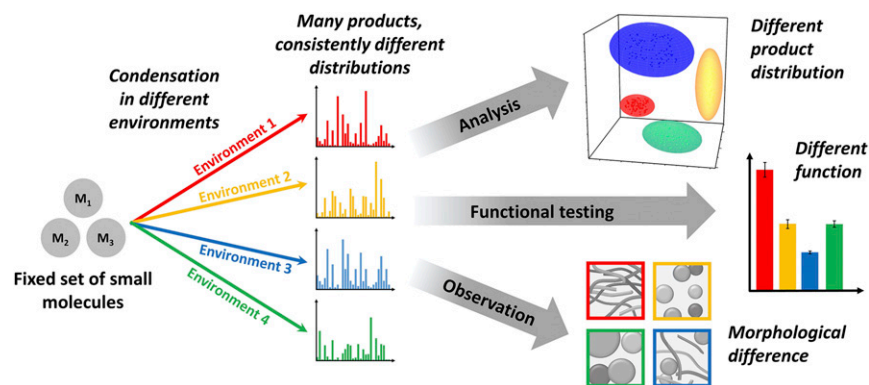 Condensation
in different
environments
Many products,
consistently different
distributions
Different
product
distribution
Environment 1
Environment 2
Environment 3
Environment 4
M₁
M₂
M₃
Fixed set of small
molecules
Analysis
Functional testing
Observation
Different
function
Morphological
difference